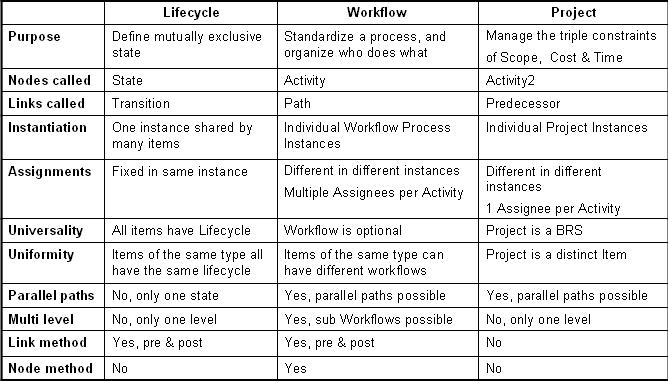 Lifecycle Workflow Project
Purpose Define mutually exclusive state Standardize a process, and organize who does what Manage the triple constraints of Scope, Cost & Time
Nodes called State Activity Activity2
Links called Transition Path Predecessor
Instantiation One instance shared by many items Individual Workflow Process Instances Individual Project Instances
Assignments Fixed in same instance Different in different instances Multiple Assignees per Activity Different in different instances 1 Assignee per Activity
Universality All items have Lifecycle Workflow is optional Project is a BRS
Uniformity Items of the same type all have the same lifecycle Items of the same type can have different workflows Project is a distinct Item
Parallel paths No, only one state Yes, parallel paths possible Yes, parallel paths possible
Multi level No, only one level Yes, sub Workflows possible No, only one level
Link method Yes, pre & post Yes, pre & post No
Node method No Yes No